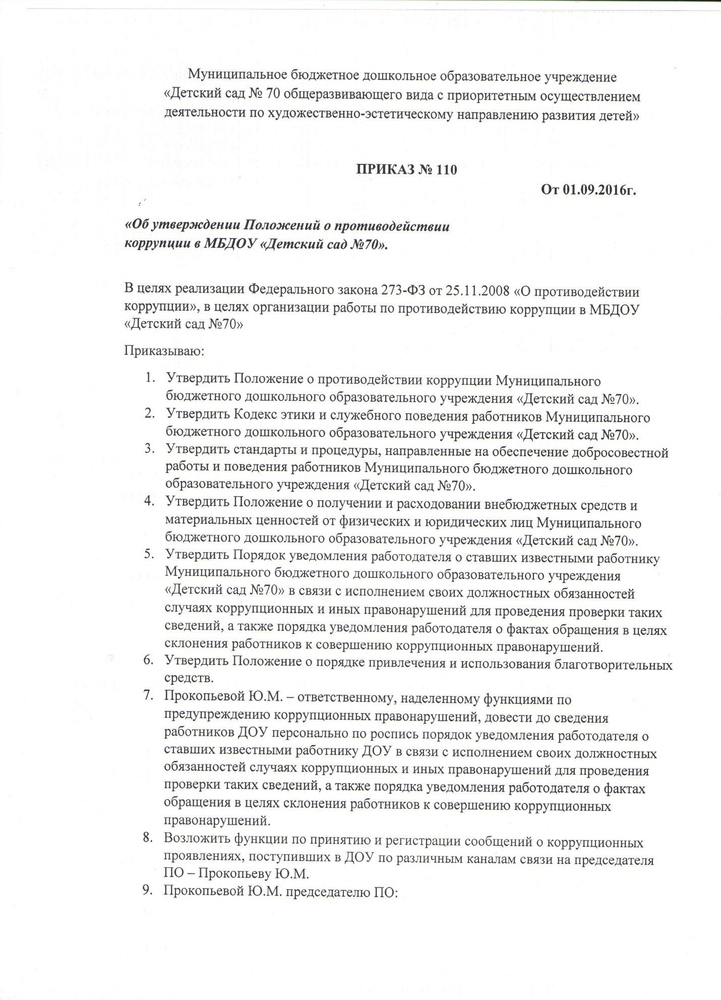 Муниципальное бюджетное дошкольное образовательное учреждение
«Детский сад № 70 общеразвивающего вида с приоритетным осуществлением
деятельности по художественно-эстетическому направлению развития детей»
ПРИКАЗ № 110
От 01.09.2016г.
«Об утверждении Положений о противодействии
коррупции в МБДОУ «Детский сад №70».
В целях реализации Федерального закона 273-ФЗ от 25.11.2008 «О противодействии
коррупции», в целях организации работы по противодействию коррупции в МБДОУ
«Детский сад №70»
Приказываю:
1. Утвердить Положение о противодействии коррупции Муниципального
бюджетного дошкольного образовательного учреждения «Детский сад №70».
2. Утвердить Кодекс этики и служебного поведения работников Муниципального
бюджетного дошкольного образовательного учреждения «Детский сад №70».
3. Утвердить стандарты и процедуры, направленные на обеспечение добросовестной
работы и поведения работников Муниципального бюджетного дошкольного
образовательного учреждения «Детский сад №70».
4. Утвердить Положение о получении и расходовании внебюджетных средств и
материальных ценностей от физических и юридических лиц Муниципального
бюджетного дошкольного образовательного учреждения «Детский сад №70».
5. Утвердить Порядок уведомления работодателя о ставших известными работнику
Муниципального бюджетного дошкольного образовательного учреждения
«Детский сад №70» в связи с исполнением своих должностных обязанностей
случаях коррупционных и иных правонарушений для проведения проверки таких
сведений, а также порядка уведомления работодателя о фактах обращения в целях
склонения работников к совершению коррупционных правонарушений.
6. Утвердить Положение о порядке привлечения и использования благотворительных
средств.
7. Прокопьевой Ю.М. – ответственному, наделенному функциями по
предупреждению коррупционных правонарушений, довести до сведения
работников ДОУ персонально по роспись порядок уведомления работодателя о
ставших известными работнику ДОУ в связи с исполнением своих должностных
обязанностей случаях коррупционных и иных правонарушений для проведения
проверки таких сведений, а также порядка уведомления работодателя о фактах
обращения в целях склонения работников к совершению коррупционных
правонарушений.
8. Возложить функции по принятию и регистрации сообщений о коррупционных
проявлениях, поступивших в ДОУ по различным каналам связи на председателя
ПО – Прокопьеву Ю.М.
9. Прокопьевой Ю.М. председателю ПО: